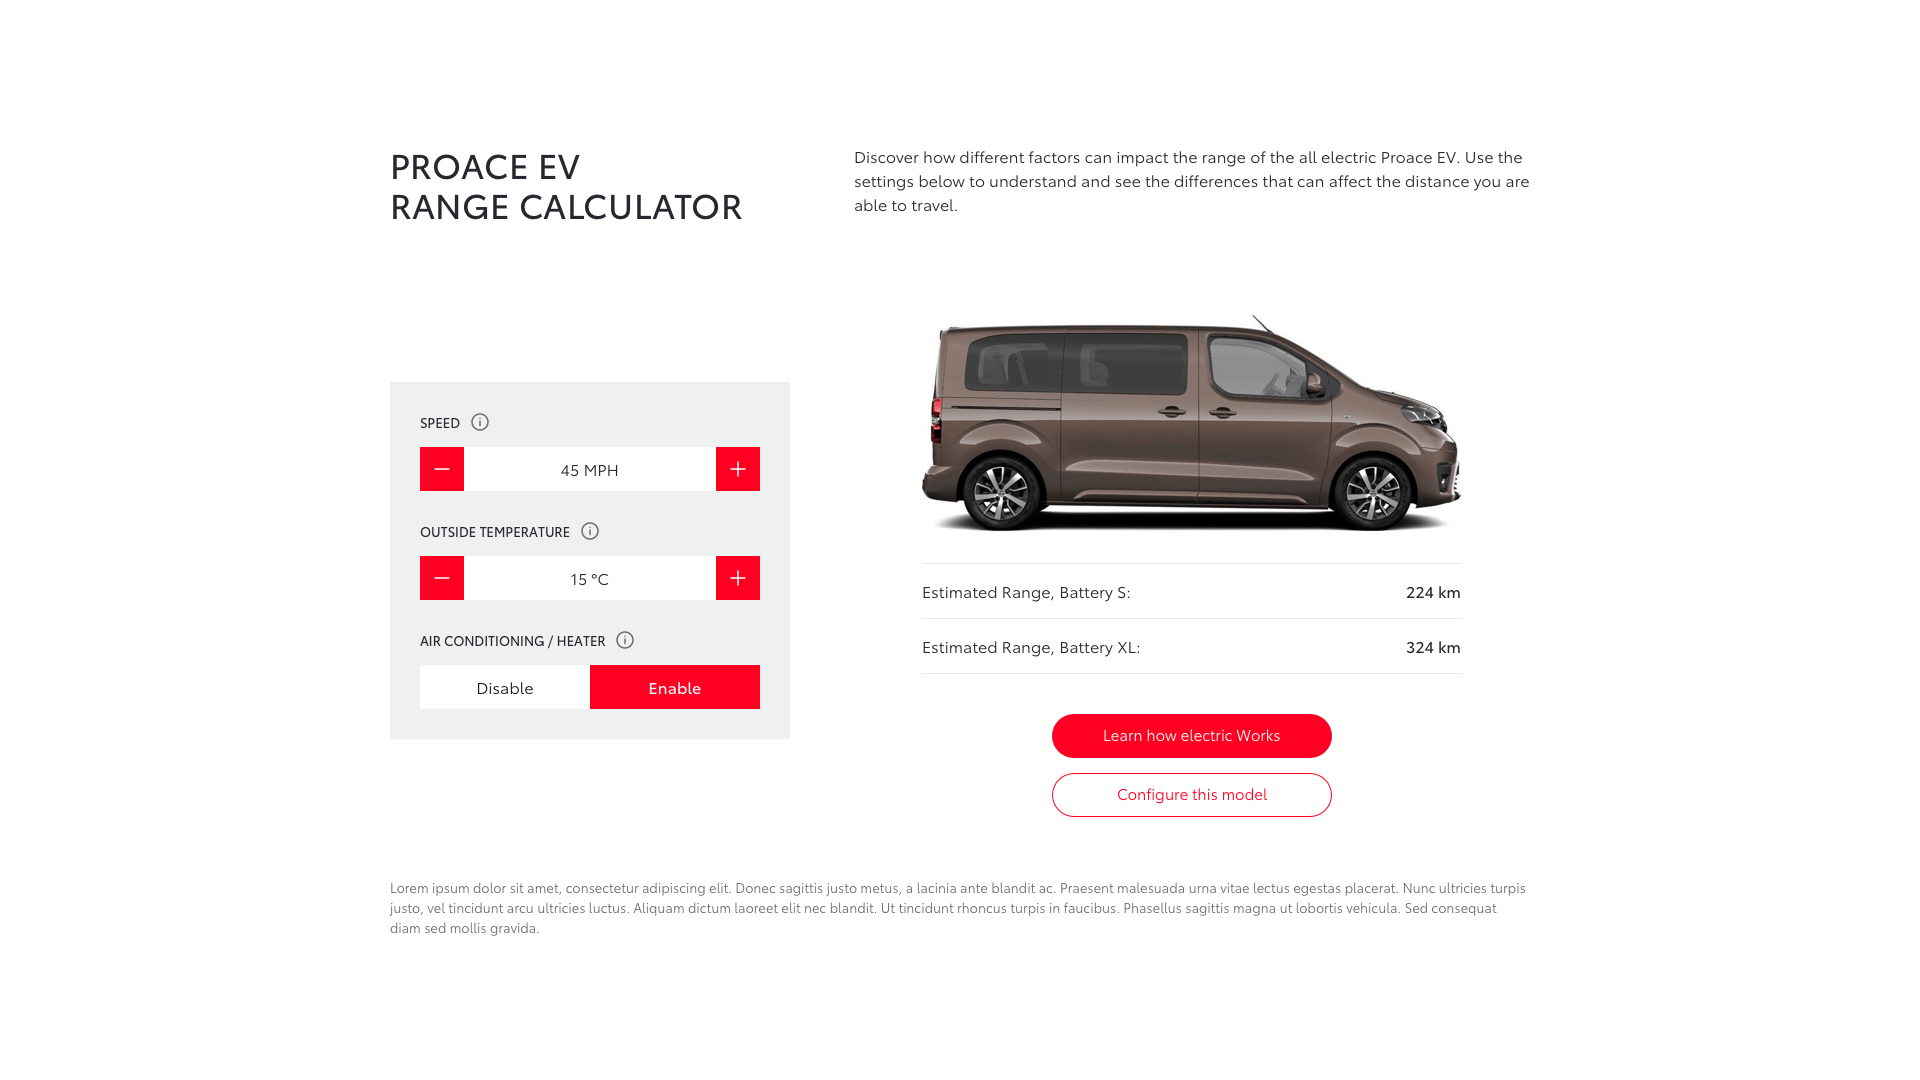 PROACE EV
RANGE CALCULATOR
Discover how different factors can impact the range of the all electric Proace EV. Use the
settings below to understand and see the differences that can affect the distance you are
able to travel.
SPEED
45 MPH
OUTSIDE TEMPERATURE
15 °C
AIR CONDITIONING / HEATER
Disable
Enable
Estimated Range, Battery S:
224 km
Estimated Range, Battery XL:
324 km
Learn how electric Works
Configure this model
Lorem ipsum dolor sit amet, consectetur adipiscing elit. Donec sagittis justo metus, a lacinia ante blandit ac. Praesent malesuada urna vitae lectus egestas placerat. Nunc ultricies turpis
justo, vel tincidunt arcu ultricies luctus. Aliquam dictum laoreet elit nec blandit. Ut tincidunt rhoncus turpis in faucibus. Phasellus sagittis magna ut lobortis vehicula. Sed consequat
diam sed mollis gravida.